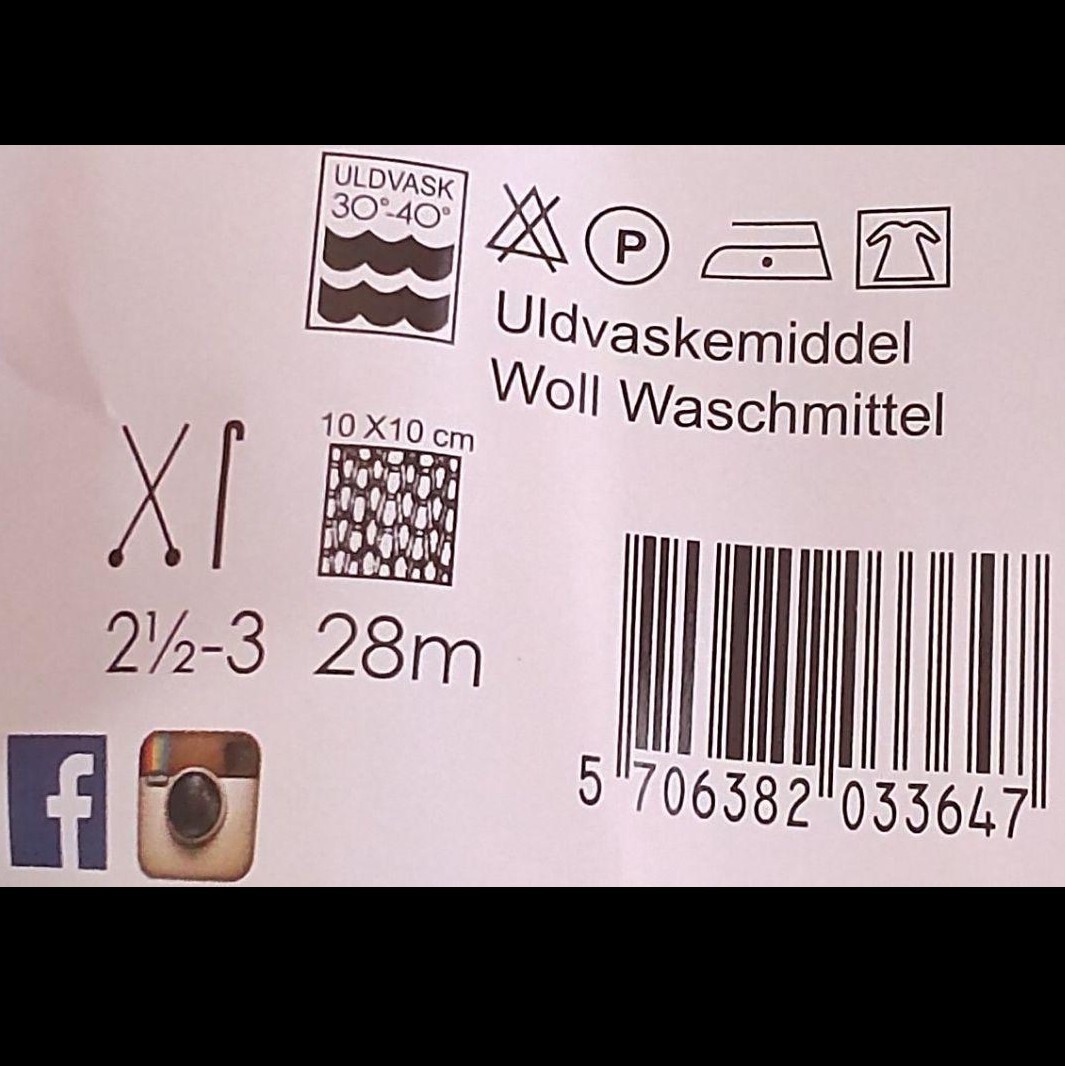 ULDVASK
30°-40°
P
Uldvaskemiddel
Woll Waschmittel
10 X10 cm
2½-3
28m
f
5 706382 033647